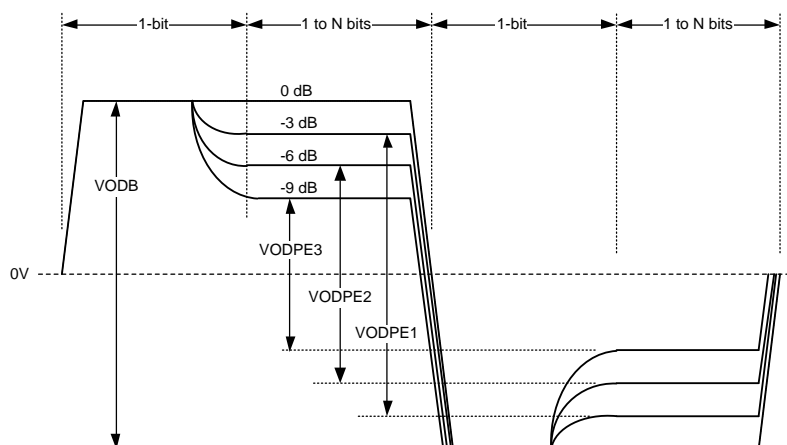 1-bit
1 to N bits
1-bit
1 to N bits
0 dB
-3 dB
-6 dB
-9 dB
VODB
VODPE3
0V
VODPE2
VODPE1